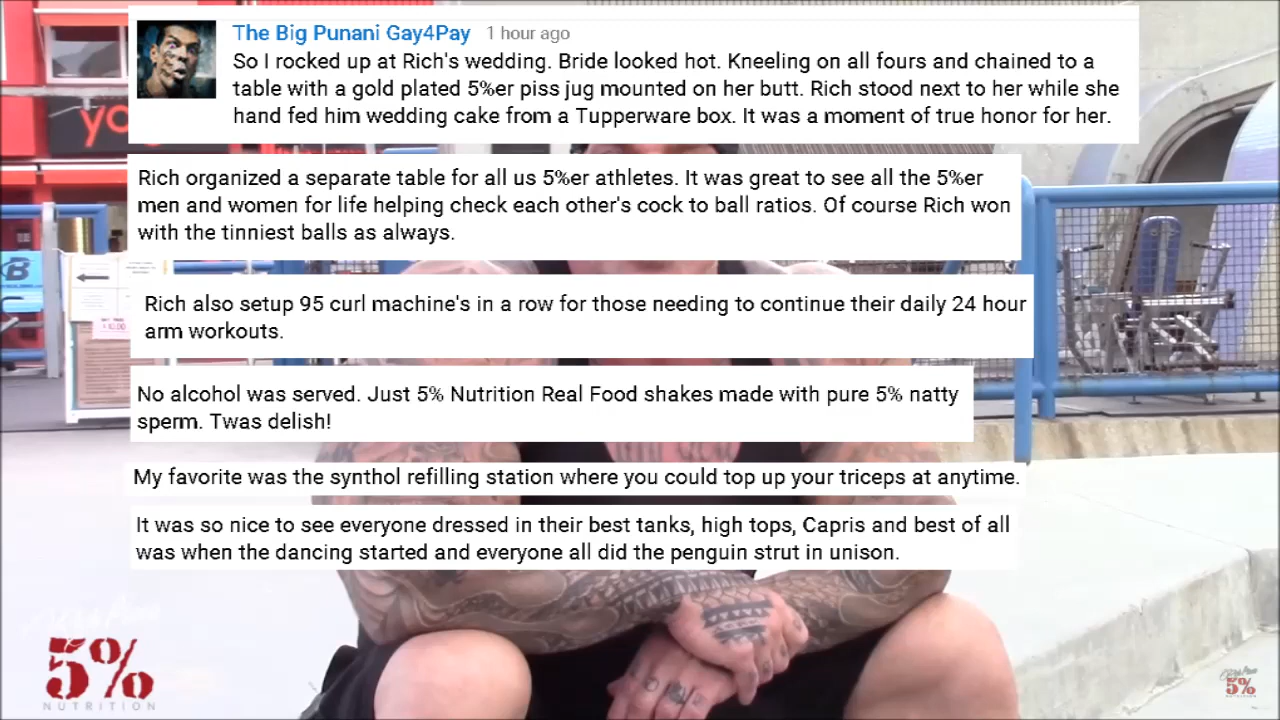 The Big Punani Gay4Pay 1 hour ago
So I rocked up at Rich's wedding. Bride looked hot. Kneeling on all fours and chained to a
table with a gold plated 5%er piss jug mounted on her butt. Rich stood next to her while she
hand fed him wedding cake from a Tupperware box. It was a moment of true honor for her.
Rich organized a separate table for all us 5%er athletes. It was great to see all the 5%er
men and women for life helping check each other's cock to ball ratios. Of course Rich won
with the tinniest balls as always.
Rich also setup 95 curl machine's in a row for those needing to continue their daily 24 hour
arm workouts.
No alcohol was served. Just 5% Nutrition Real Food shakes made with pure 5% natty
sperm. Twas delish!
My favorite was the synthol refilling station where you could top up your triceps at anytime.
It was so nice to see everyone dressed in their best tanks, high tops, Capris and best of all
was when the dancing started and everyone all did the penguin strut in unison.
5%
NUTRITION
5%